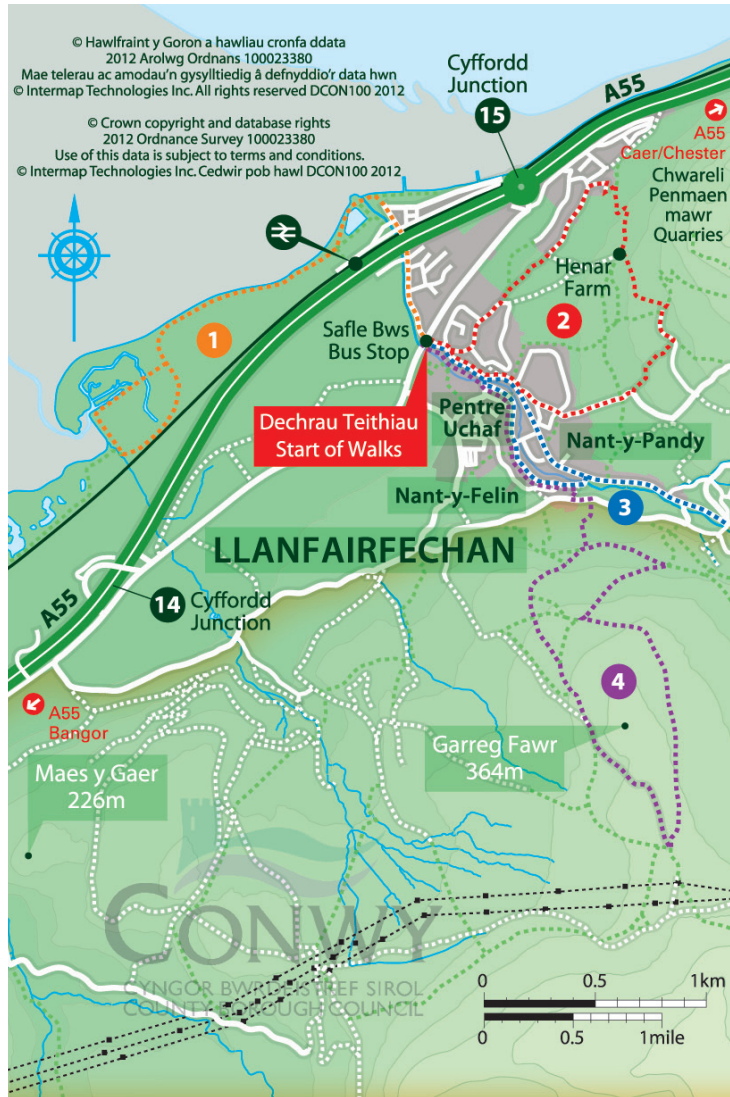 © Hawlfraint y Goron a hawliau cronfa ddata
2012 Arolwg Ordnans 100023380
Mae telerau ac amodau'n gysylltiedig â defnyddio'r data hwn
© Intermap Technologies Inc. All rights reserved DCON100 2012
© Crown copyright and database rights
2012 Ordnance Survey 100023380
Use of this data is subject to terms and conditions.
© Intermap Technologies Inc. Cedwir pob hawl DCON100 2012
Cyffordd
Junction
15
A55
A55
Caer/Chester
Chwareli
Penmaen
mawr
Quarries
Henar
Farm
2
1
Safle Bws
Bus Stop
Dechrau Teithiau
Start of Walks
Pentre
Uchaf
Nant-y-Pandy
Nant-y-Felin
3
LLANFAIRFECHAN
A55
14
Cyffordd
Junction
4
A55
Bangor
Garreg Fawr
364m
Maes y Gaer
226m
CONWY
CYNGOR BWRDEISTREF SIROL
COUNTY BOROUGH COUNCIL
0 0.5 1km
0 0.5 1mile